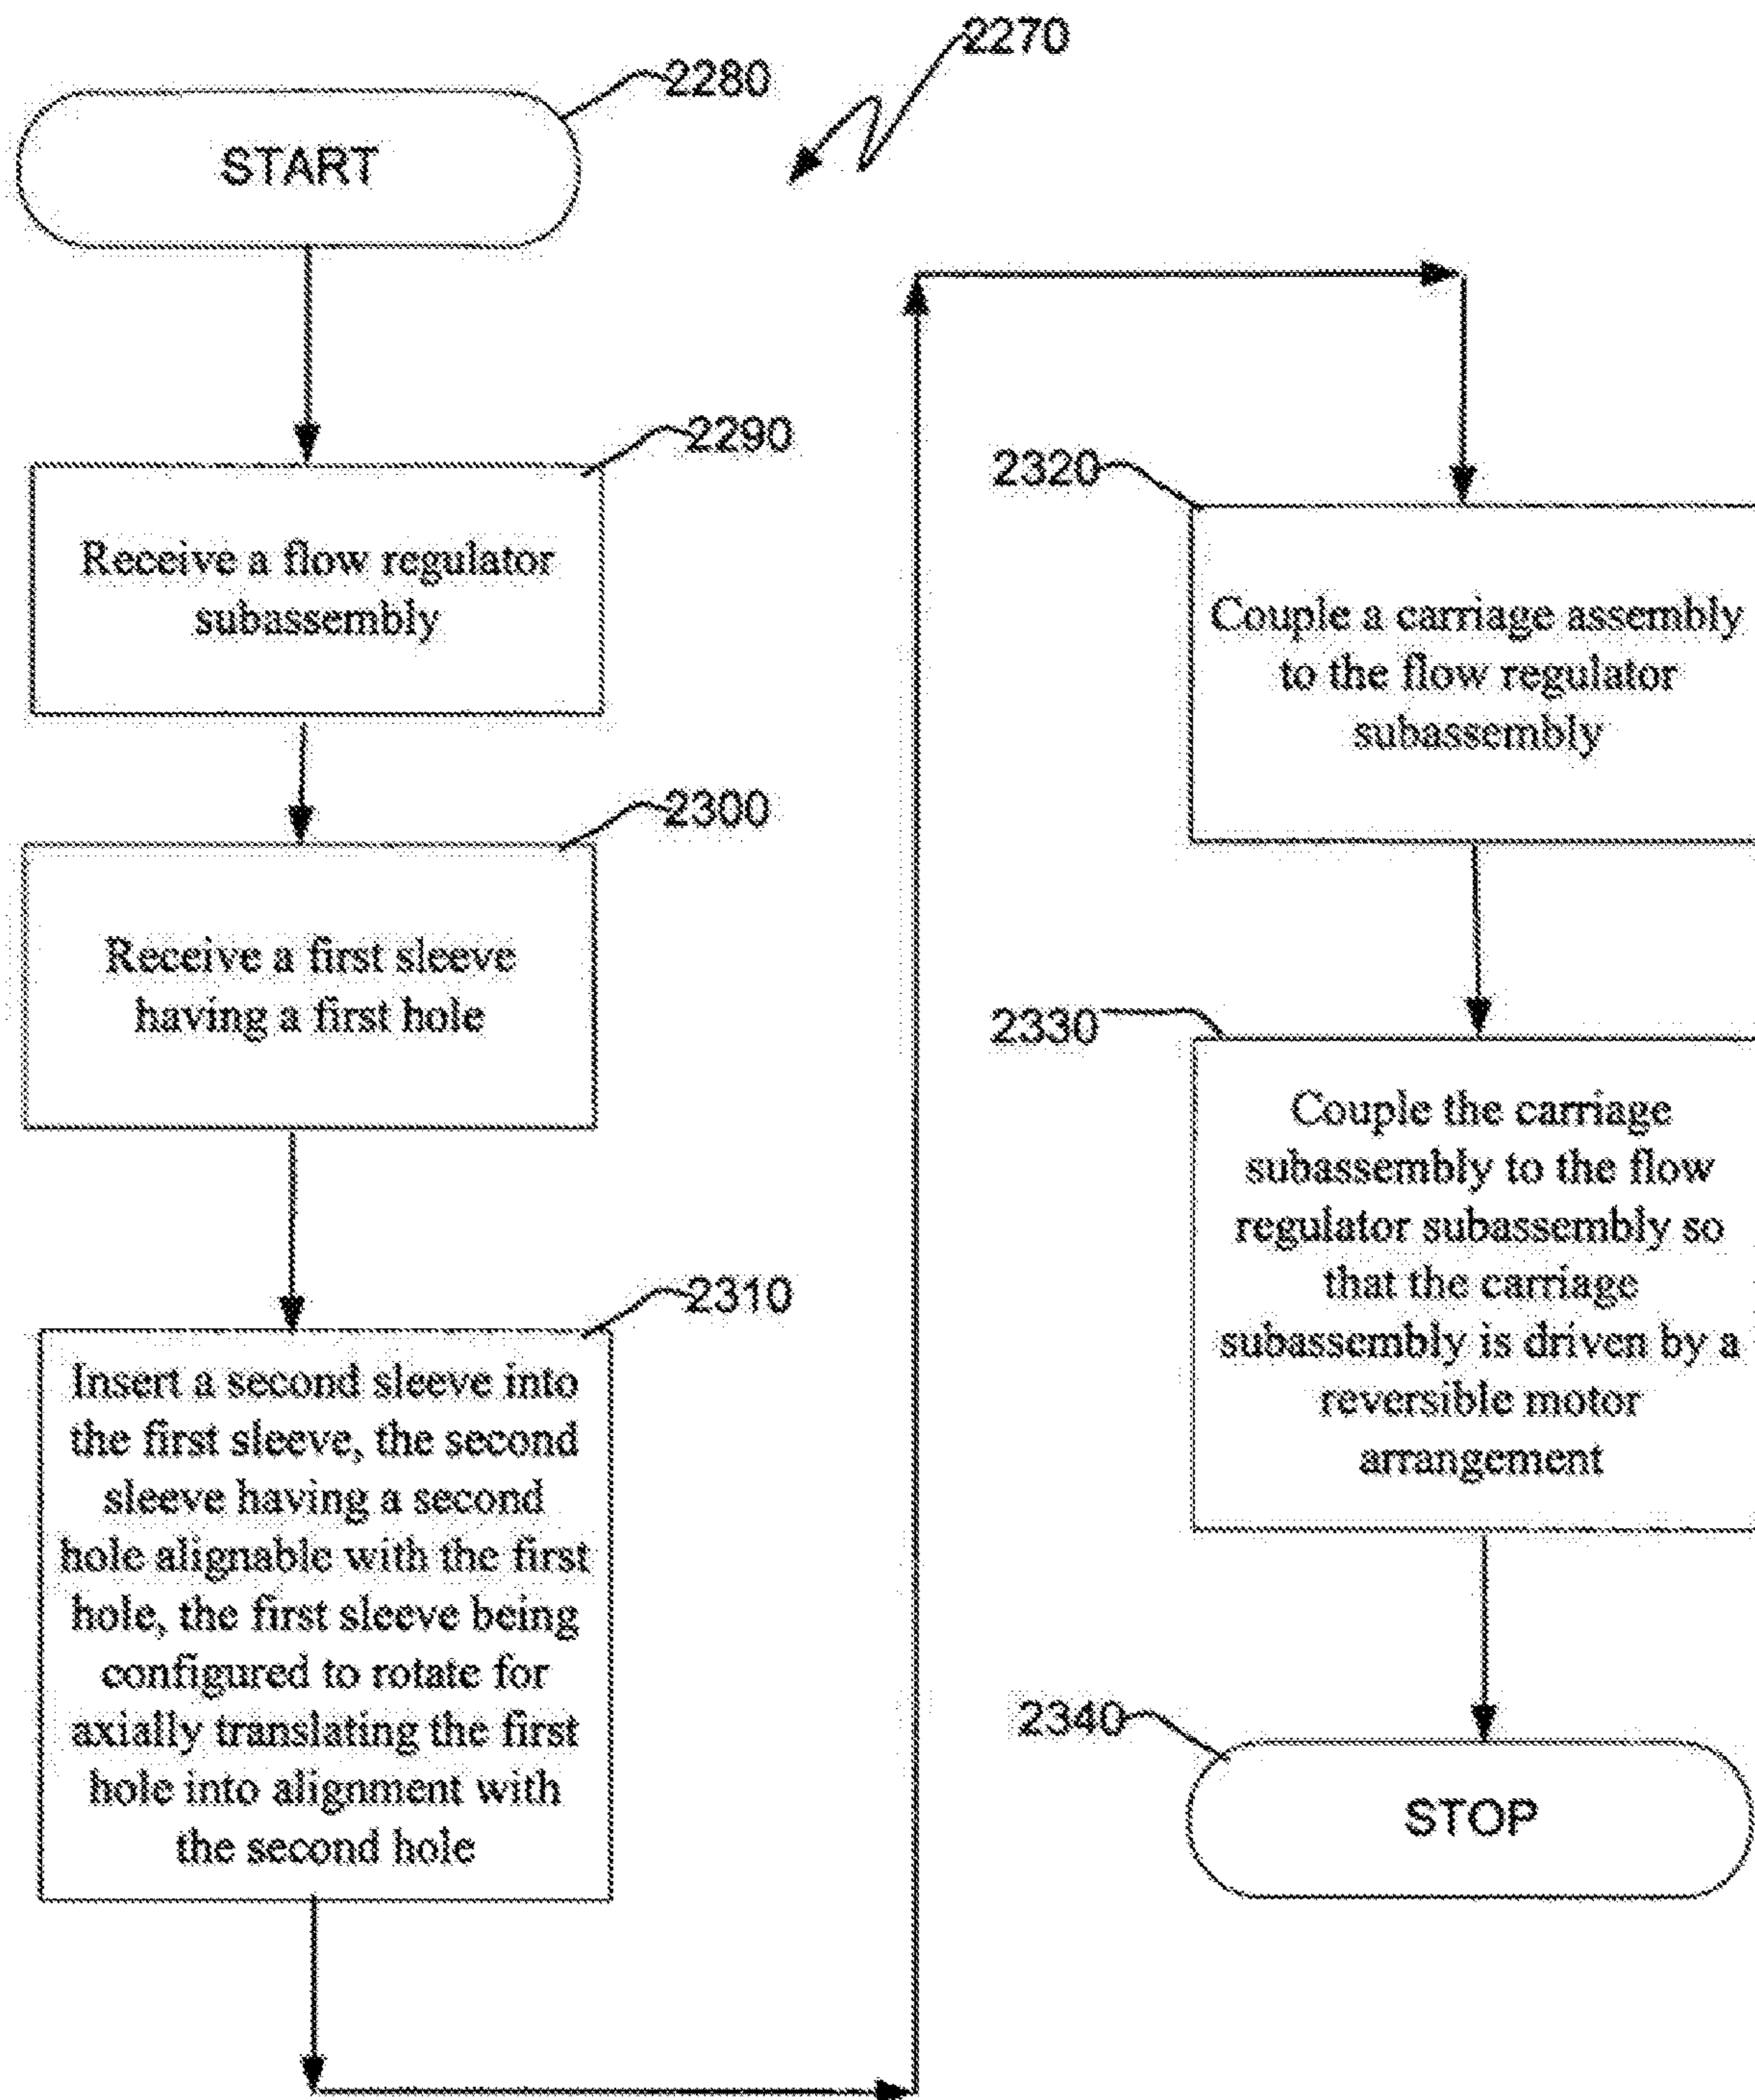 2270
2280
START
2290
Receive a flow regulator
subassembly
2300
Receive a first sleeve
having a first hole
2310
Insert a second sleeve into
the first sleeve, the second
sleeve having a second
hole alignable with the first
hole, the first sleeve being
configured to rotate for
axially translating the first
hole into alignment with
the second hole
2320
Couple a carriage assembly
to the flow regulator
subassembly
2330
Couple the carriage
subassembly to the flow
regulator subassembly so
that the carriage
subassembly is driven by a
reversible motor
arrangement
2340
STOP